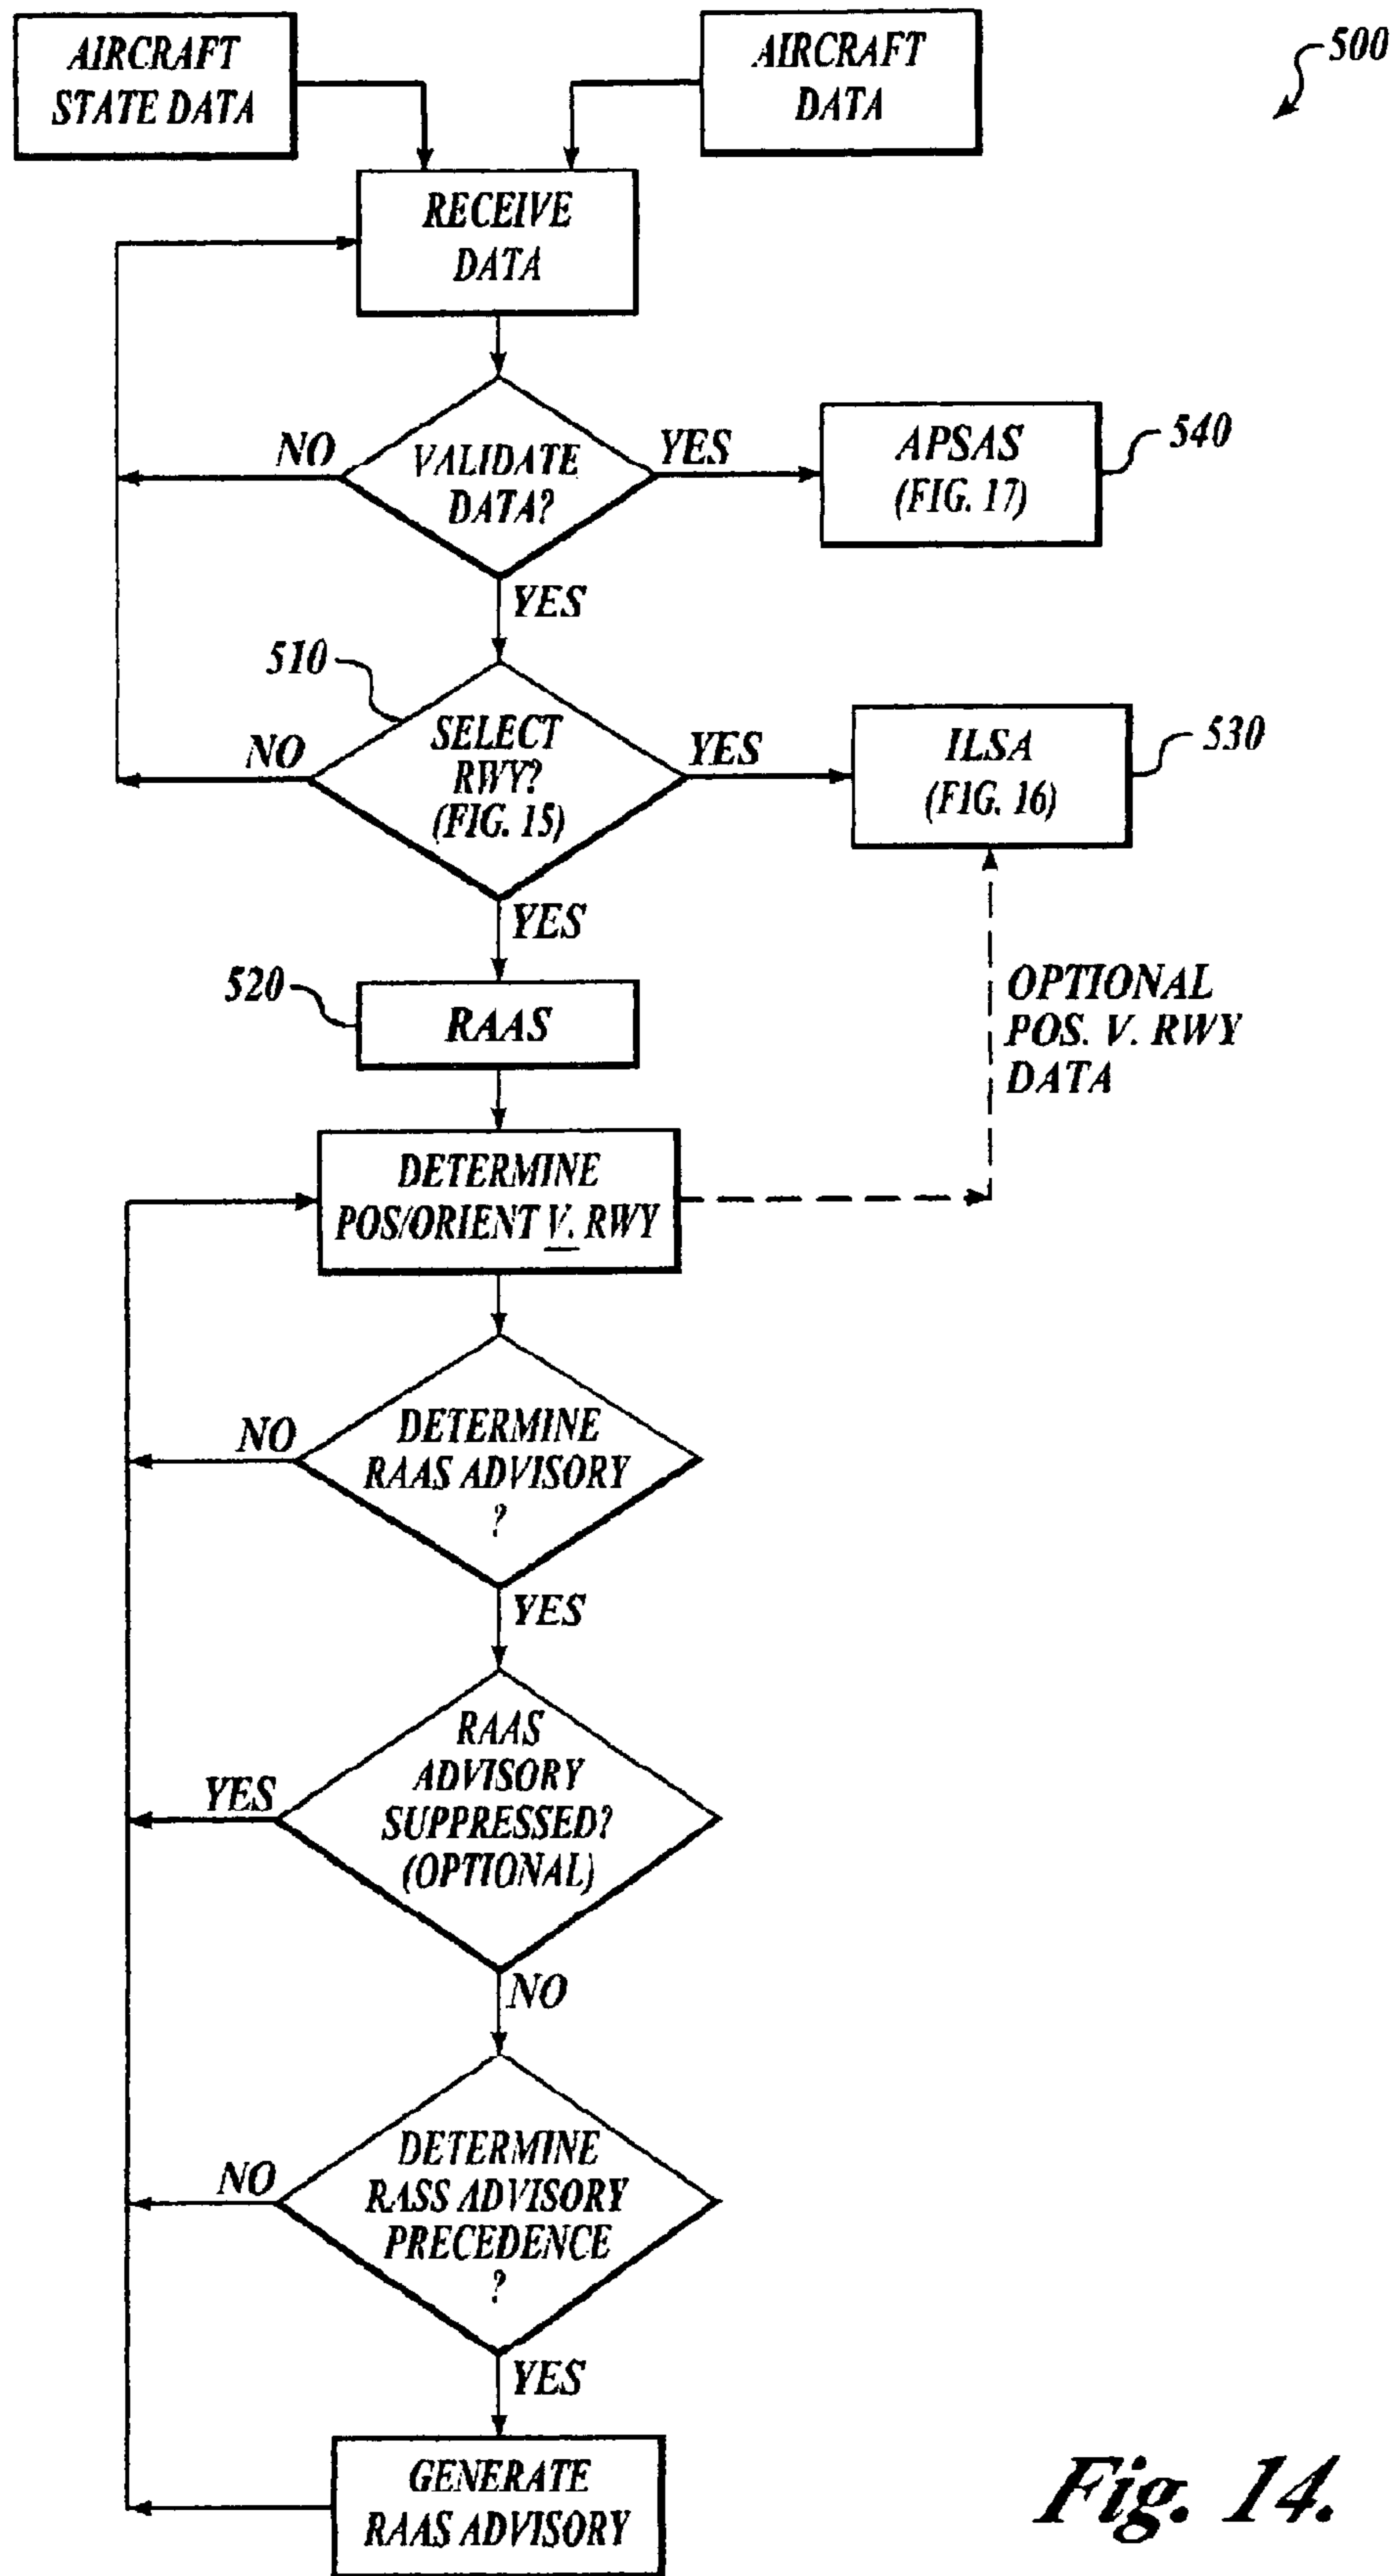 AIRCRAFT
STATE DATA
AIRCRAFT
DATA
500
RECEIVE
DATA
NO
VALIDATE
DATA?
YES
APSAS
(FIG. 17)
540
YES
510
NO
SELECT
RWY?
(FIG. 15)
YES
ILSA
(FIG. 16)
530
YES
520
RAAS
OPTIONAL
POS. V. RWY
DATA
DETERMINE
POS/ORIENT V. RWY
NO
DETERMINE
RAAS ADVISORY
?
YES
YES
RAAS
ADVISORY
SUPPRESSED?
(OPTIONAL)
NO
NO
DETERMINE
RASS ADVISORY
PRECEDENCE
?
YES
GENERATE
RAAS ADVISORY
Fig. 14.